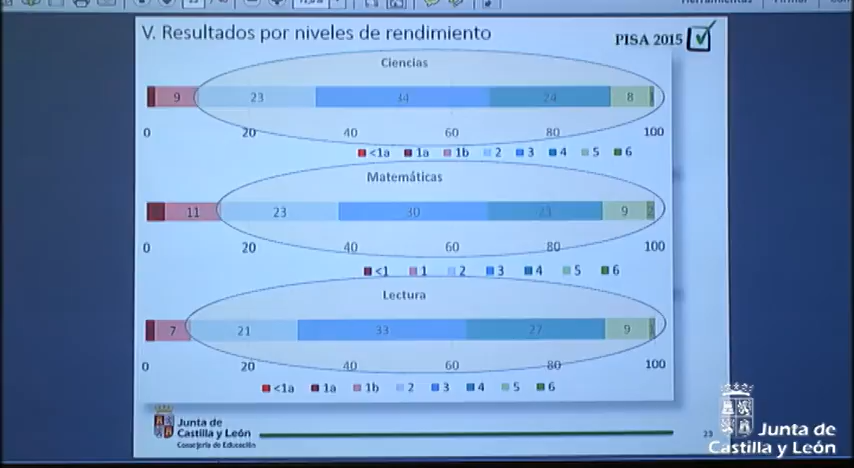 V. Resultados por niveles de rendimiento
PISA 2015
Ciencias
9 23 34 24 8
0 20 40 60 80 100
<1a 1a 1b 2 3 4 5 6
Matemáticas
11 23 30 23 9 2
0 20 40 60 80 100
<1 1 2 3 4 5 6
Lectura
7 21 33 27 9
0 20 40 60 80 100
<1a 1a 1b 2 3 4 5 6
Junta de
Castilla y León
Consejería de Educación
23
Junta de
Castilla y León